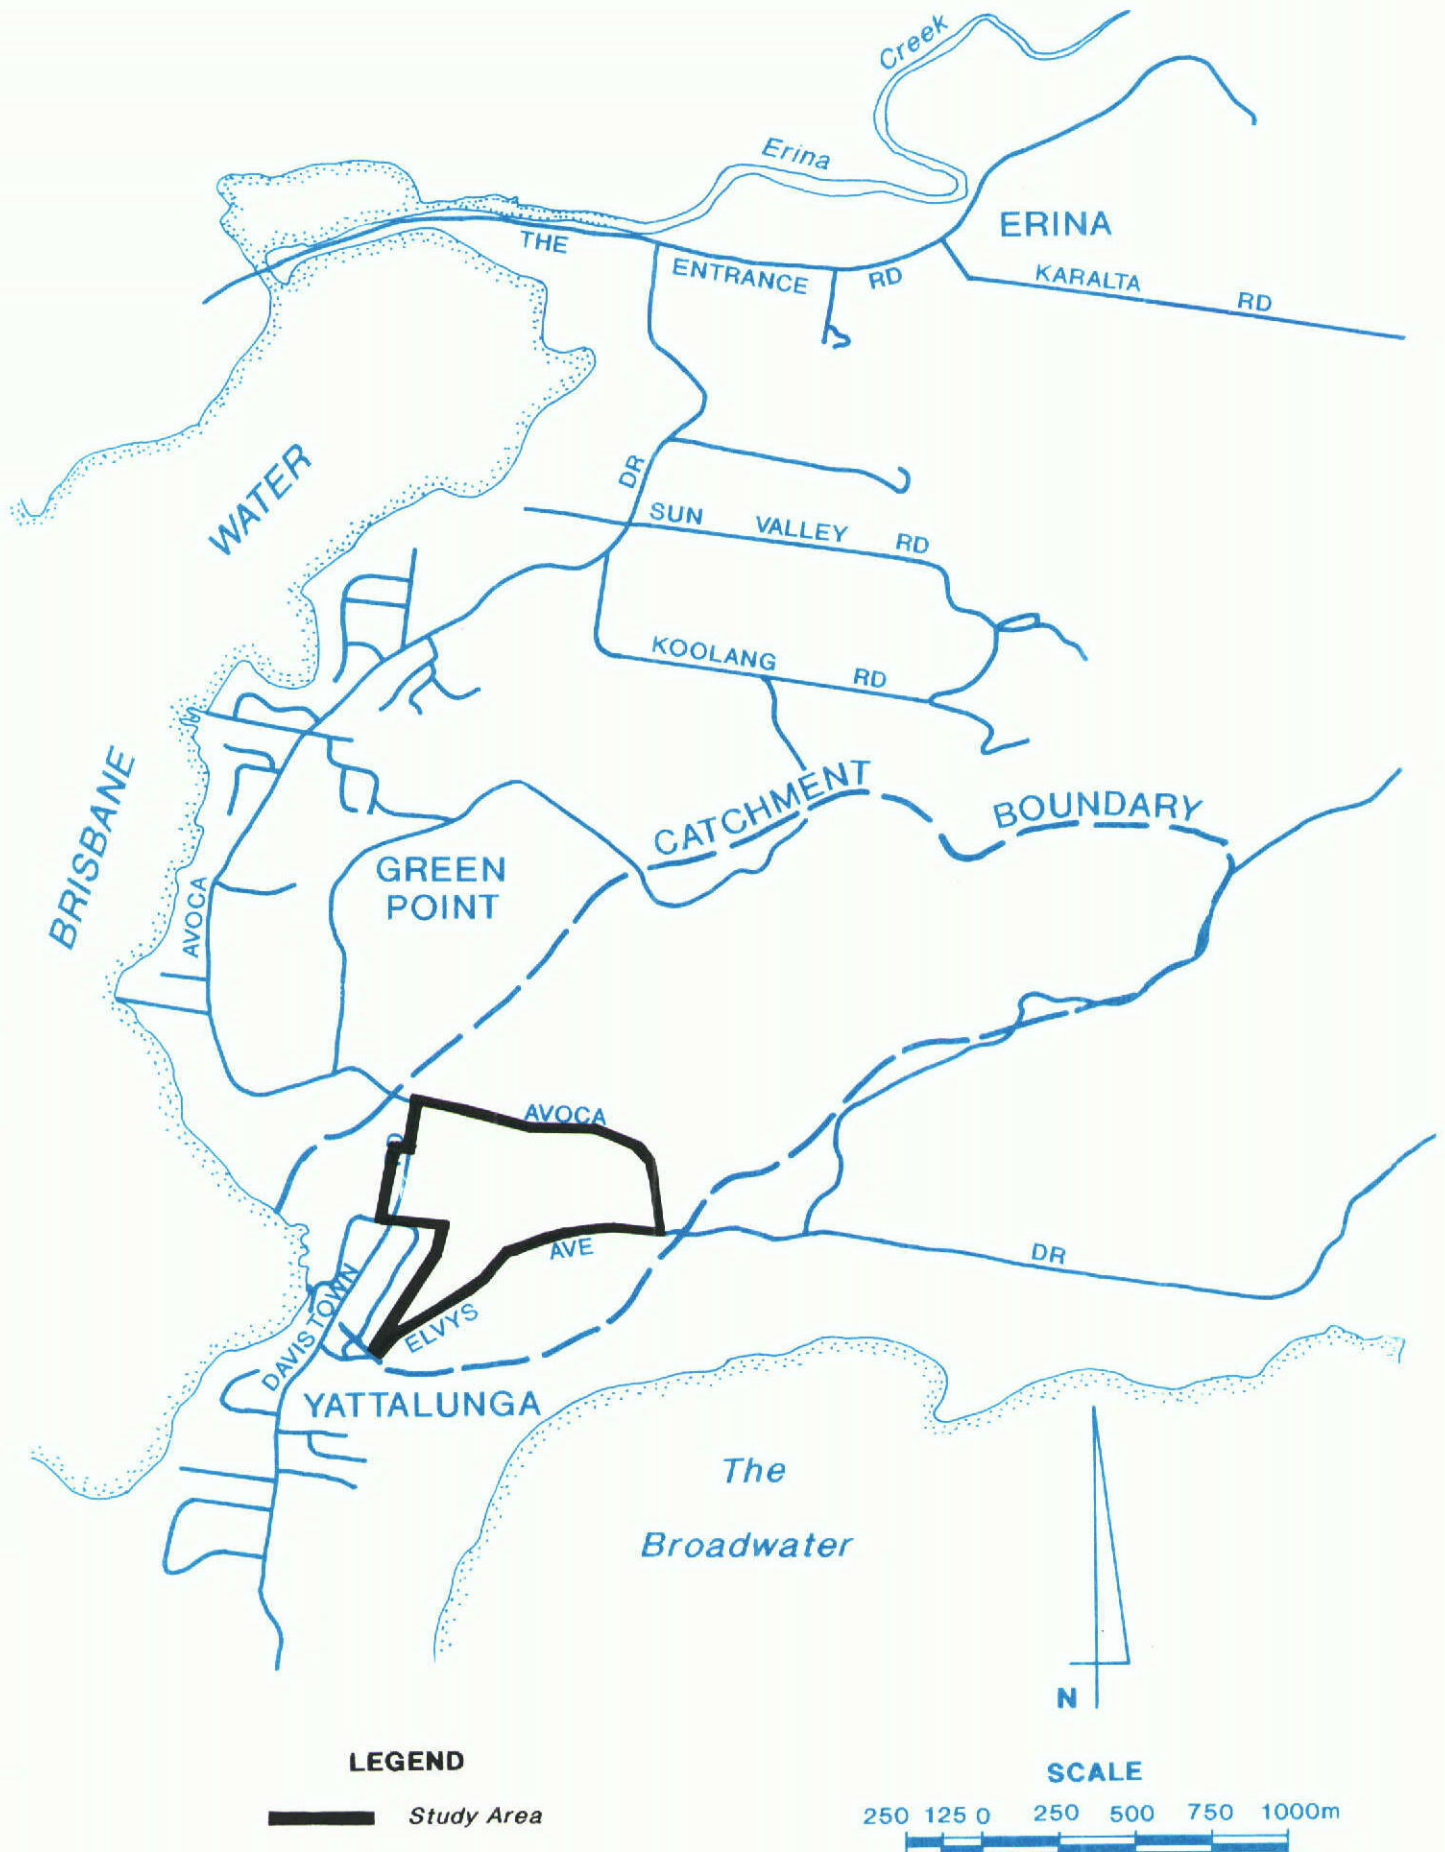 Creek
Erina
ERINA
THE ENTRANCE RD
KARALTA RD
WATER
DR
SUN VALLEY RD
KOOLANG RD
BRISBANE
CATCHMENT BOUNDARY
GREEN
POINT
AVOCA
AVOCA
AVE
DR
DAVISTOWN
ELVYS
YATTALUNGA
The
Broadwater
N
LEGEND
Study Area
SCALE
250 125 0 250 500 750 1000m